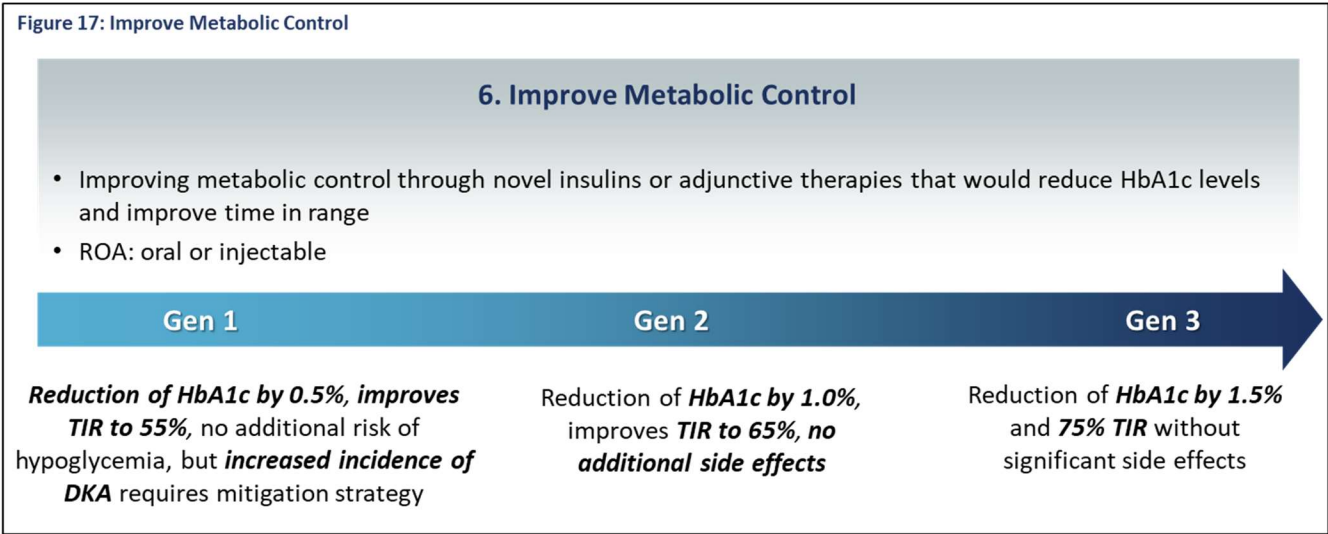 Figure 17: Improve Metabolic Control
6. Improve Metabolic Control
• Improving metabolic control through novel insulins or adjunctive therapies that would reduce HbA1c levels
and improve time in range
• ROA: oral or injectable
Gen 1
Gen 2
Gen 3
Reduction of HbA1c by 0.5%, improves
TIR to 55%, no additional risk of
hypoglycemia, but increased incidence of
DKA requires mitigation strategy
Reduction of HbA1c by 1.0%,
improves TIR to 65%, no
additional side effects
Reduction of HbA1c by 1.5%
and 75% TIR without
significant side effects